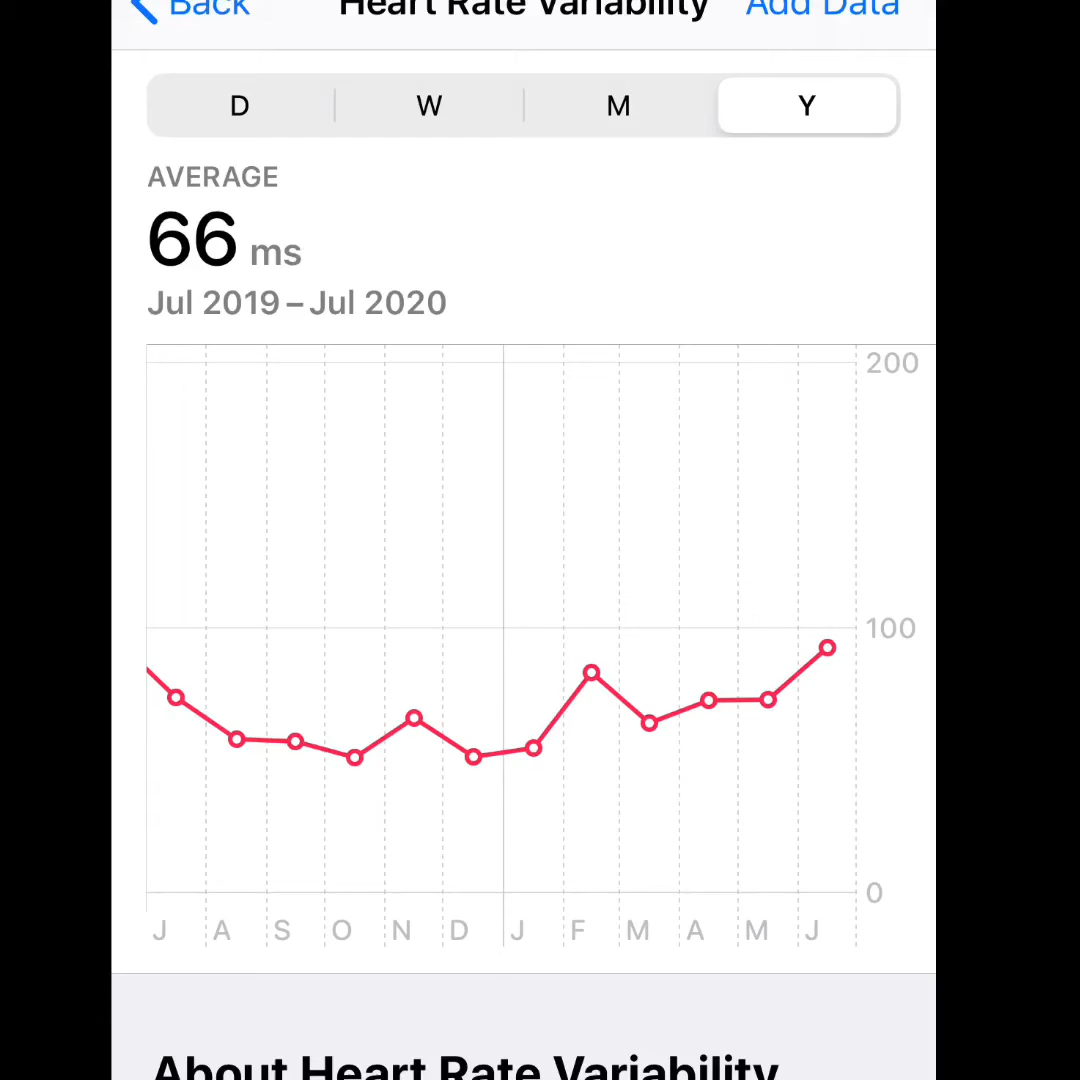 Back Heart Rate Variability Add Data
D W M Y
AVERAGE
66 ms
Jul 2019 – Jul 2020
200
100
0
J A S O N D J F M A M J
About Heart Rate Variability